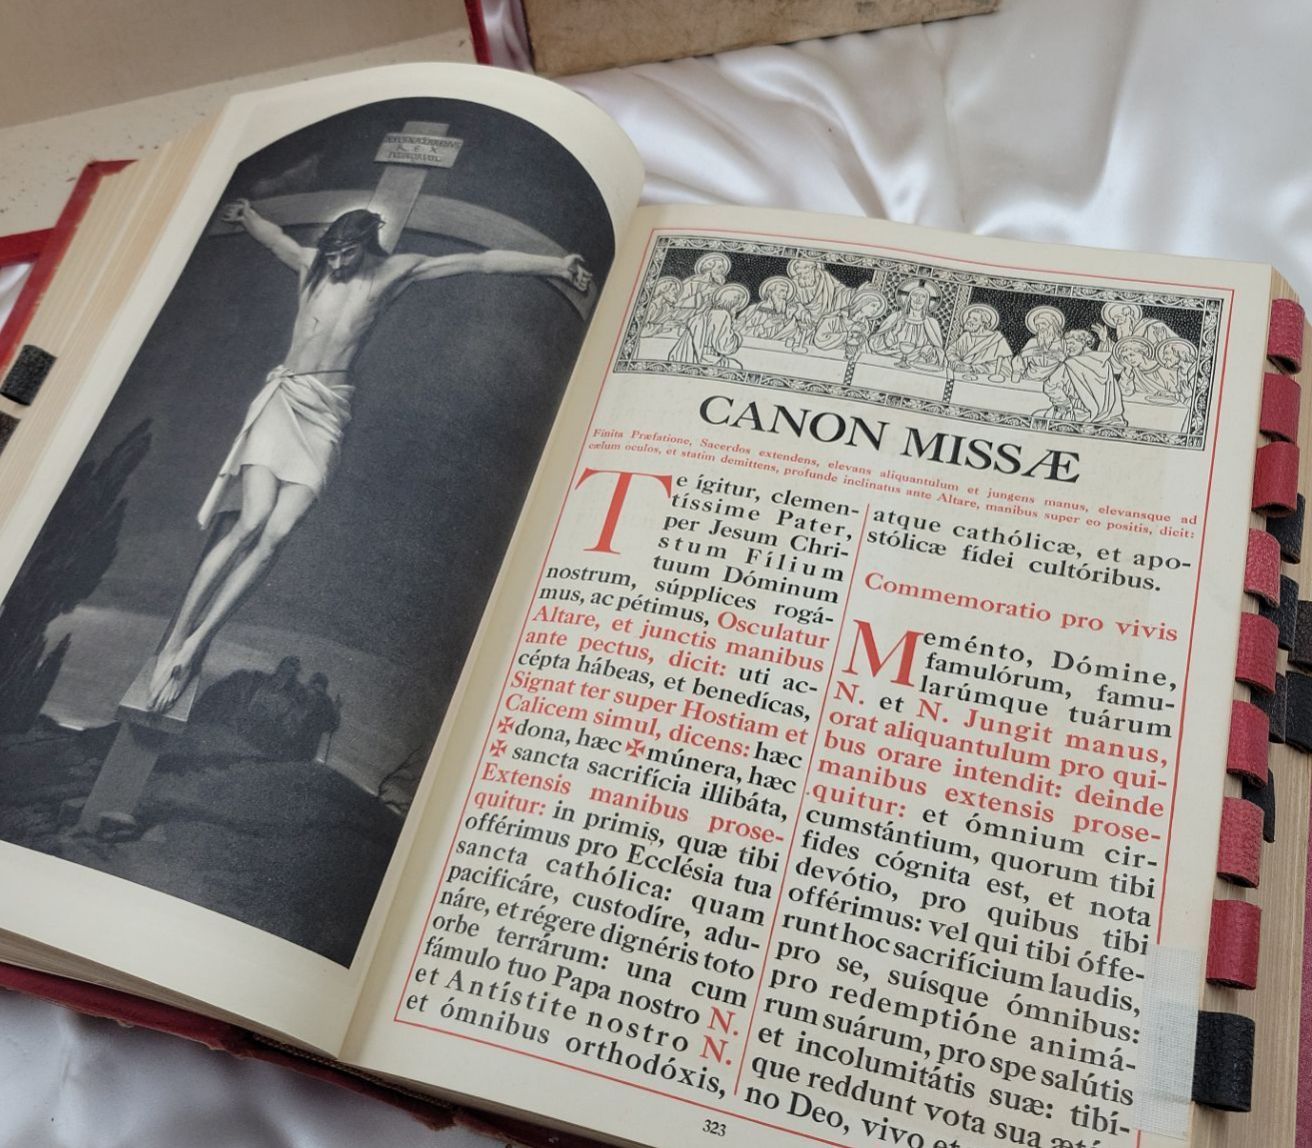 REX
CANON MISSÆ
Finita Præfatione, Sacerdos extendens, elevans aliquantulum et jungens manus, elevansque ad
cælum oculos, et statim demittens, profunde inclinatus ante Altare, manibus super eo positis, dicit:
Te ígitur, clemen-
tíssime Pater,
per Jesum Chri-
stum Fílium
tuum Dóminum
nostrum, súpplices rogá-
mus, ac pétimus, Osculatur
Altare, et junctis manibus
ante pectus, dicit: uti ac-
cépta hábeas, et benedícas,
Signat ter super Hostiam et
Calicem simul, dicens: hæc
✠ dona, hæc ✠ múnera, hæc
✠ sancta sacrifícia illibáta,
Extensis manibus prose-
quitur: in primis, quæ tibi
offérimus pro Ecclésia tua
sancta cathólica: quam
pacificáre, custodíre, adu-
náre, et régere dignéris toto
orbe terrárum: una cum
fámulo tuo Papa nostro N.
et Antístite nostro N.
et ómnibus orthodóxis,
atque cathólicæ, et apo-
stólicæ fídei cultóribus.
Commemoratio pro vivis
Meménto, Dómine,
famulórum, famu-
larúmque tuárum
N. et N. Jungit manus,
orat aliquantulum pro qui-
bus orare intendit: deinde
manibus extensis prose-
quitur: et ómnium cir-
cumstántium, quorum tibi
fides cógnita est, et nota
devótio, pro quibus tibi
offérimus: vel qui tibi óffe-
runt hoc sacrifícium laudis,
pro se, suísque ómnibus:
pro redemptióne animá-
rum suárum, pro spe salútis
et incolumitátis suæ: tibí-
que reddunt vota sua
no Deo, vivo et
323